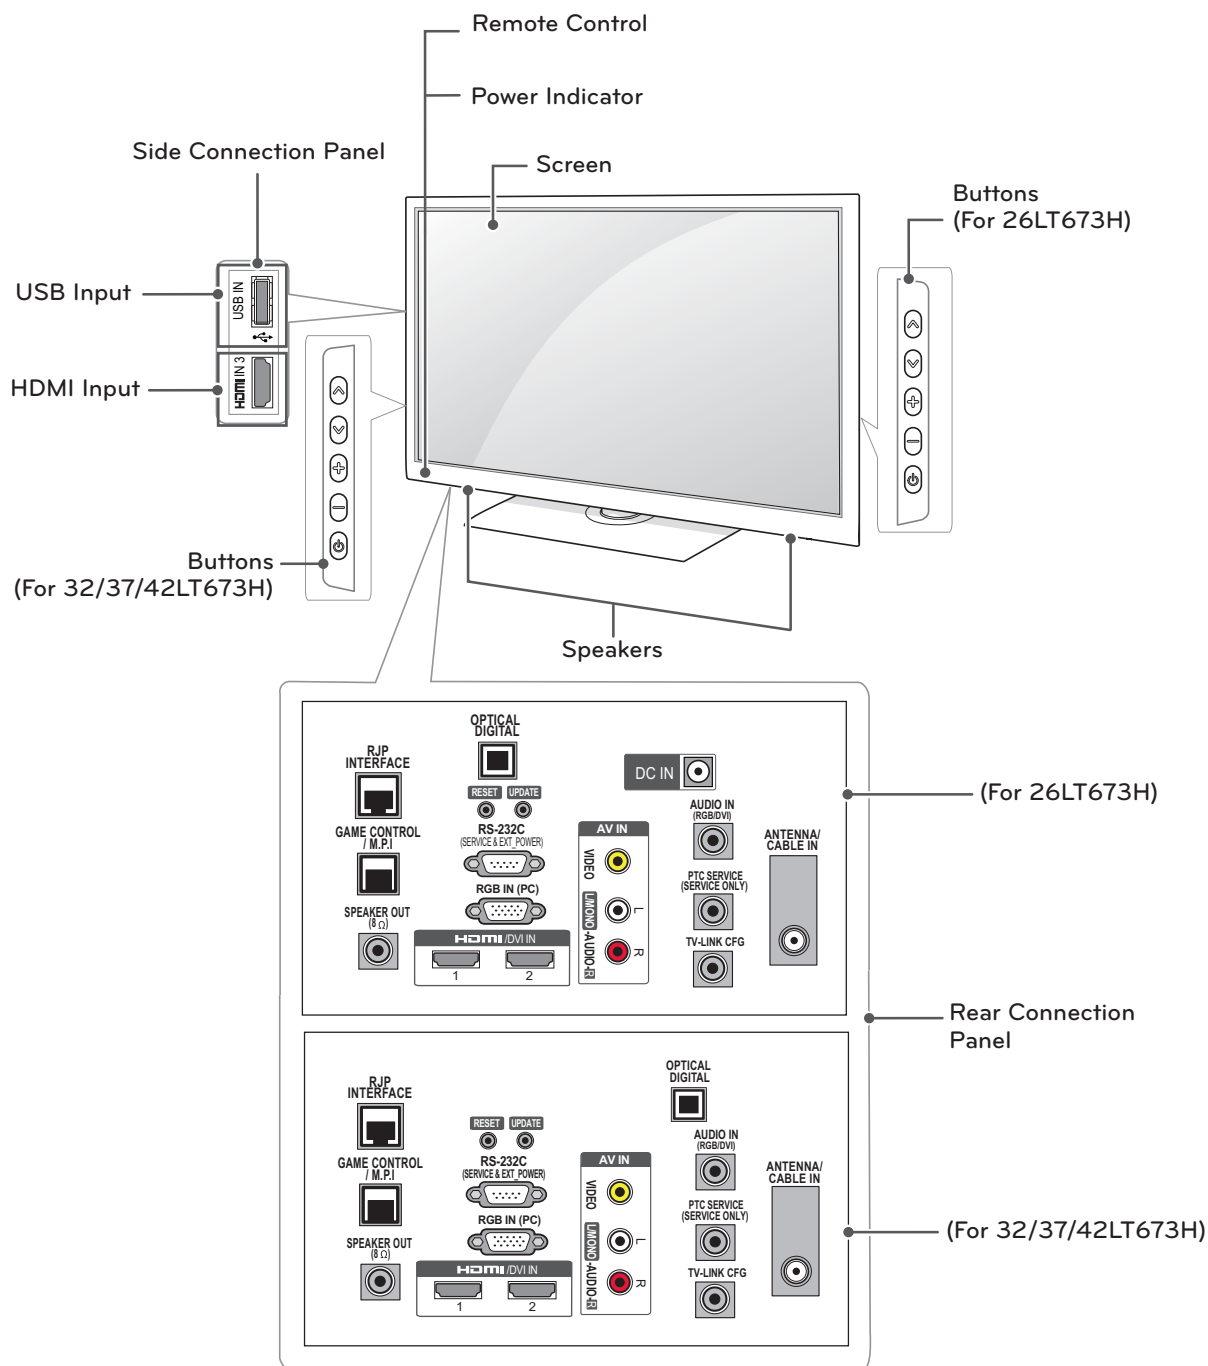 Remote Control
Power Indicator
Side Connection Panel
Screen
Buttons
(For 26LT673H)
USB Input
USB IN
HDMI Input
HDMI IN 3
Buttons
(For 32/37/42LT673H)
Speakers
OPTICAL
DIGITAL
RJP
INTERFACE
DC IN
(For 26LT673H)
RESET
UPDATE
AUDIO IN
(RGB/DVI)
GAME CONTROL
/ M.P.I
RS-232C
(SERVICE & EXT_POWER)
AV IN
ANTENNA/
CABLE IN
VIDEO
PTC SERVICE
(SERVICE ONLY)
RGB IN (PC)
SPEAKER OUT
(8 Ω)
L/MONO-AUDIO-R
L
R
TV-LINK CFG
HDMI /DVI IN
1
2
Rear Connection
Panel
OPTICAL
DIGITAL
RJP
INTERFACE
RESET
UPDATE
AUDIO IN
(RGB/DVI)
GAME CONTROL
/ M.P.I
RS-232C
(SERVICE & EXT_POWER)
AV IN
ANTENNA/
CABLE IN
VIDEO
PTC SERVICE
(SERVICE ONLY)
RGB IN (PC)
(For 32/37/42LT673H)
SPEAKER OUT
(8 Ω)
L/MONO-AUDIO-R
L
R
TV-LINK CFG
HDMI /DVI IN
1
2